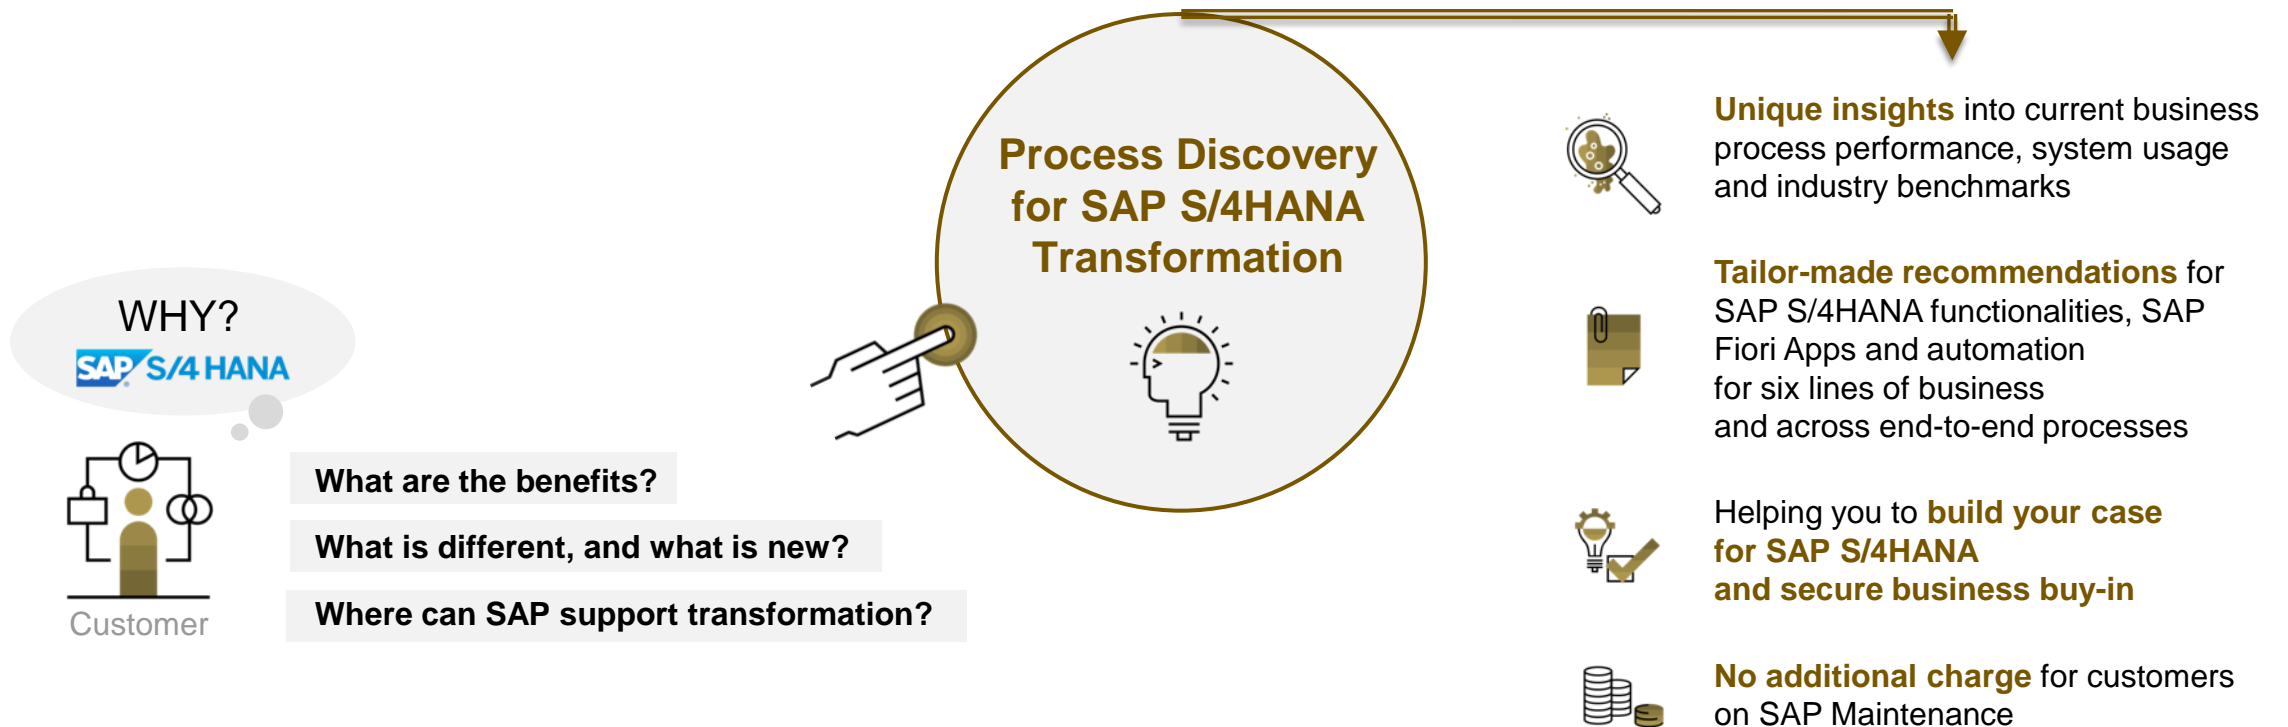 WHY?
SAP S/4 HANA
Customer
What are the benefits?
What is different, and what is new?
Where can SAP support transformation?
Process Discovery
for SAP S/4HANA
Transformation
Unique insights into current business
process performance, system usage
and industry benchmarks
Tailor-made recommendations for
SAP S/4HANA functionalities, SAP
Fiori Apps and automation
for six lines of business
and across end-to-end processes
Helping you to build your case
for SAP S/4HANA
and secure business buy-in
No additional charge for customers
on SAP Maintenance